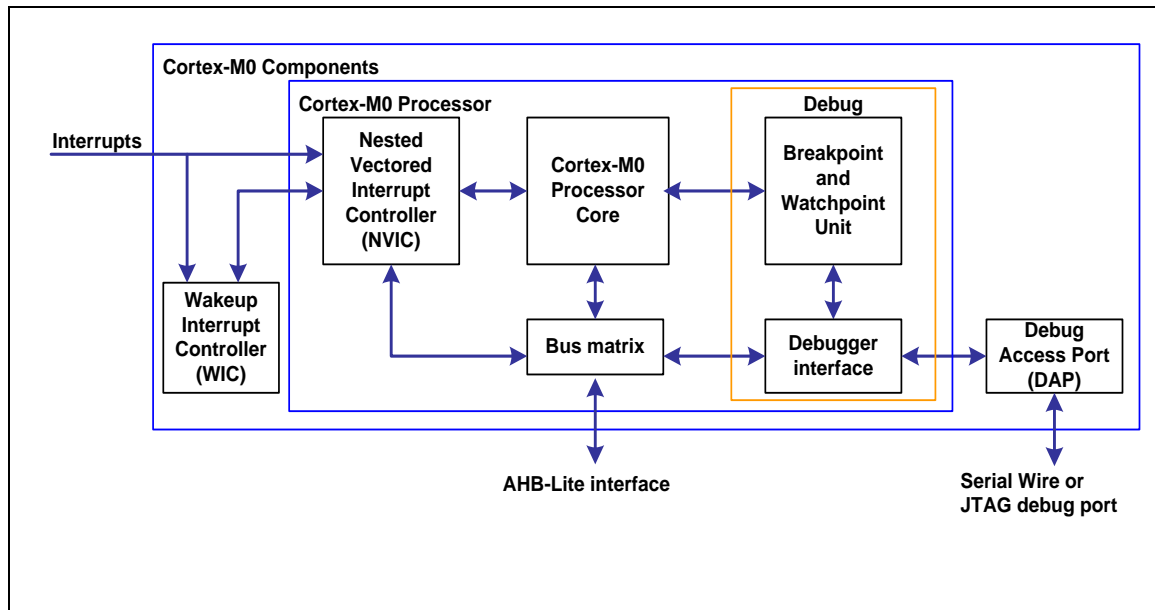 Cortex-M0 Components
Cortex-M0 Processor
Debug
Interrupts
Nested
Vectored
Interrupt
Controller
(NVIC)
Cortex-M0
Processor
Core
Breakpoint
and
Watchpoint
Unit
Wakeup
Interrupt
Controller
(WIC)
Bus matrix
Debugger
interface
Debug
Access Port
(DAP)
AHB-Lite interface
Serial Wire or
JTAG debug port